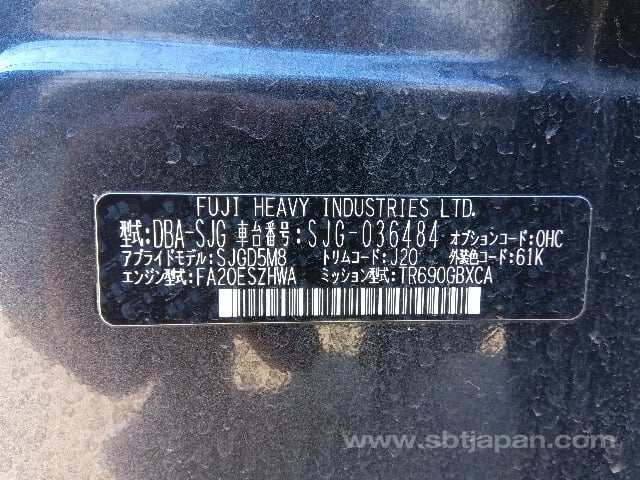 FUJI HEAVY INDUSTRIES LTD.
型式:DBA-SJG 車台番号:SJG-036484 オプションコード:OHC
アプライドモデル:SJGD5M8 トリムコード:J20 外装色コード:61K
エンジン型式:FA20ESZHWA ミッション型式:TR690GBXCA
www.sbtjapan.com